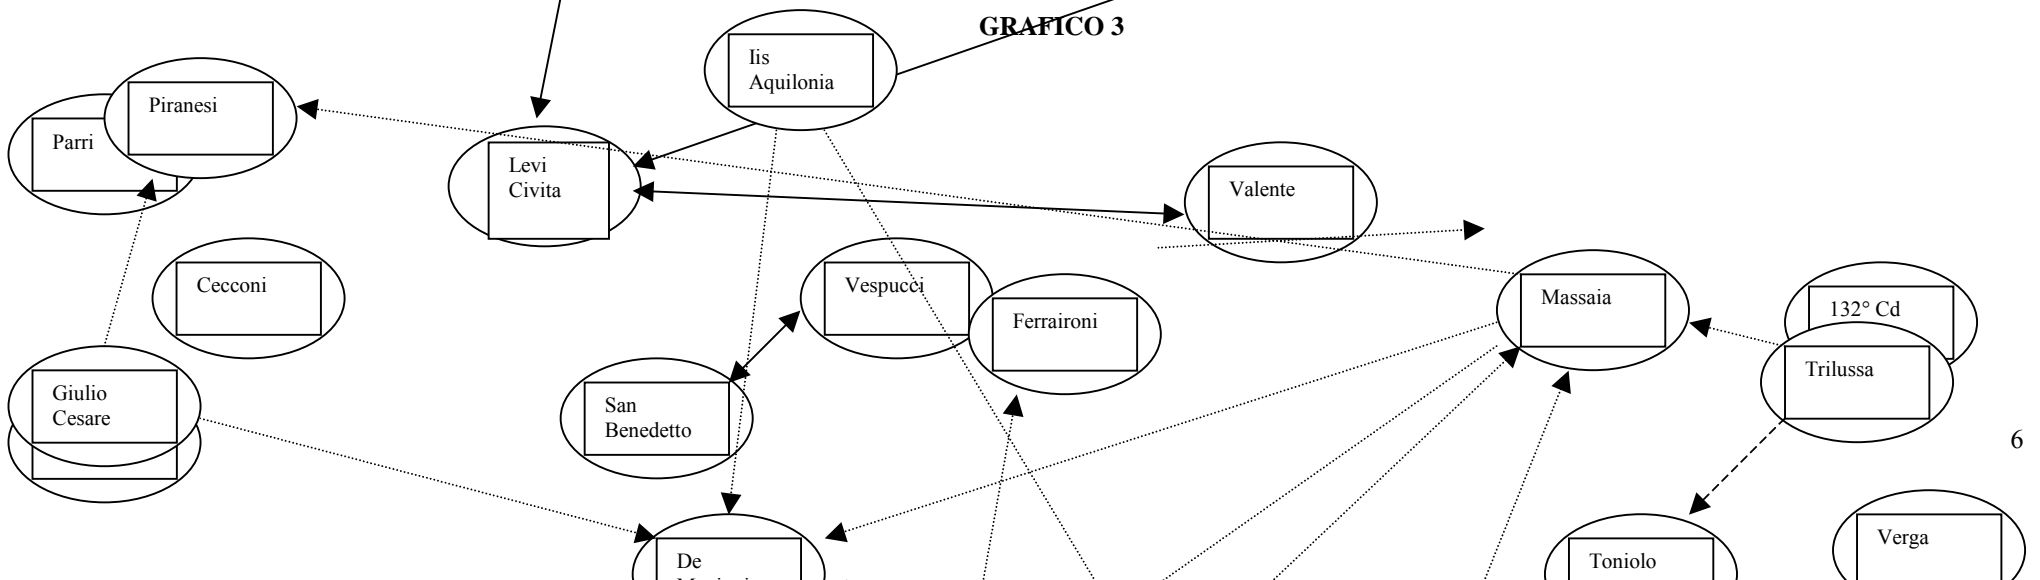 GRAFICO 3
Iis
Aquilonia
Piranesi
Parri
Levi
Civita
Valente
Cecconi
Vespucci
Ferraironi
Massaia
132° Cd
Trilussa
Giulio
Cesare
San
Benedetto
6
Verga
De
Toniolo